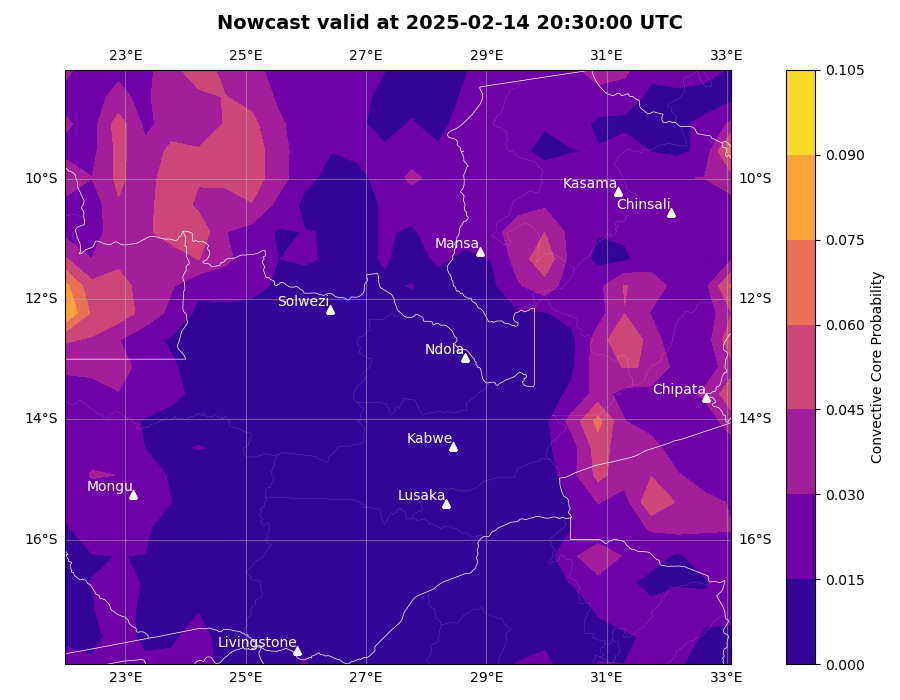 Nowcast valid at 2025-02-14 20:30:00 UTC
23°E 25°E 27°E 29°E 31°E 33°E
0.105
0.090
10°S 10°S
Kasama
Chinsali
0.075
Mansa
12°S 12°S
Solwezi
0.060
Ndola
Chipata
0.045
14°S 14°S
Kabwe
Mongu
Lusaka
0.030
16°S 16°S
0.015
Livingstone
0.000
23°E 25°E 27°E 29°E 31°E 33°E
Convective Core Probability